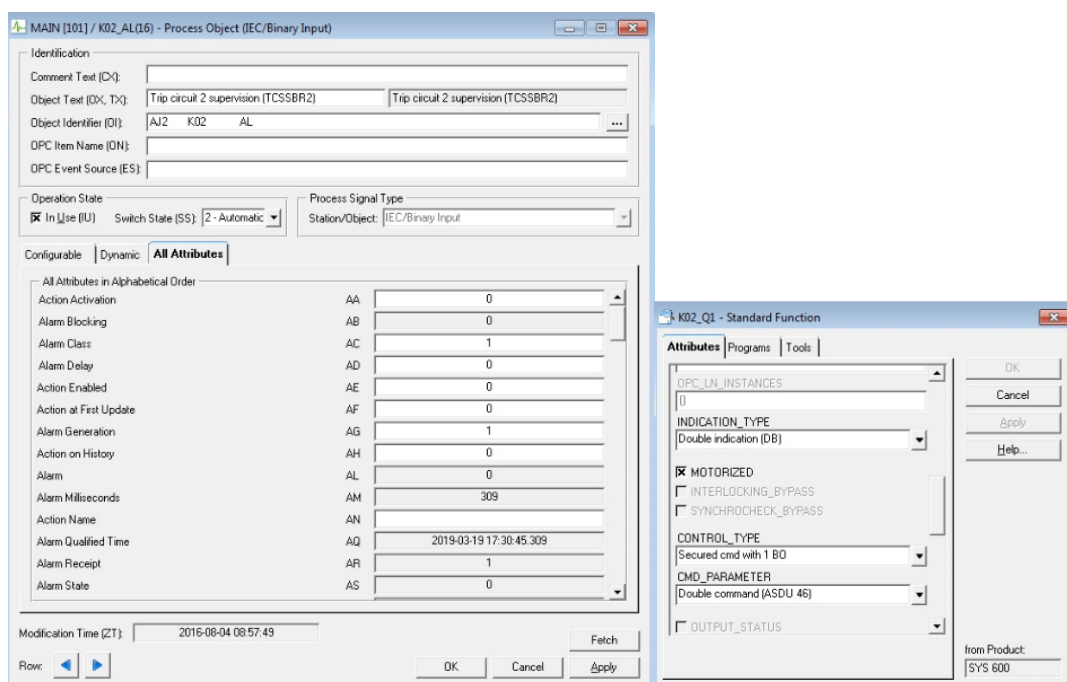 MAIN [101] / K02_AL(16) - Process Object (IEC/Binary Input)
Identification
Comment Text (CX):
Object Text (OX, TX): Trip circuit 2 supervision (TCSSBR2) Trip circuit 2 supervision (TCSSBR2)
Object Identifier (OI): AJ2 K02 AL ...
OPC Item Name (ON):
OPC Event Source (ES):
Operation State
In Use (IU) Switch State (SS): 2 - Automatic
Process Signal Type
Station/Object: IEC/Binary Input
Configurable Dynamic All Attributes
All Attributes in Alphabetical Order
Action Activation AA 0
Alarm Blocking AB 0
Alarm Class AC 1
Alarm Delay AD 0
Action Enabled AE 0
Action at First Update AF 0
Alarm Generation AG 1
Action on History AH 0
Alarm AL 0
Alarm Milliseconds AM 309
Action Name AN
Alarm Qualified Time AQ 2019-03-19 17:30:45.309
Alarm Receipt AR 1
Alarm State AS 0
Modification Time (ZT): 2016-08-04 08:57:49
Fetch
Row:
OK Cancel Apply
K02_Q1 - Standard Function
Attributes Programs Tools
OPC_LN_INSTANCES
()
INDICATION_TYPE
Double indication (DB)
MOTORIZED
INTERLOCKING_BYPASS
SYNCHROCHECK_BYPASS
CONTROL_TYPE
Secured cmd with 1 BO
CMD_PARAMETER
Double command (ASDU 46)
OUTPUT_STATUS
OK
Cancel
Apply
Help...
from Product:
SYS 600